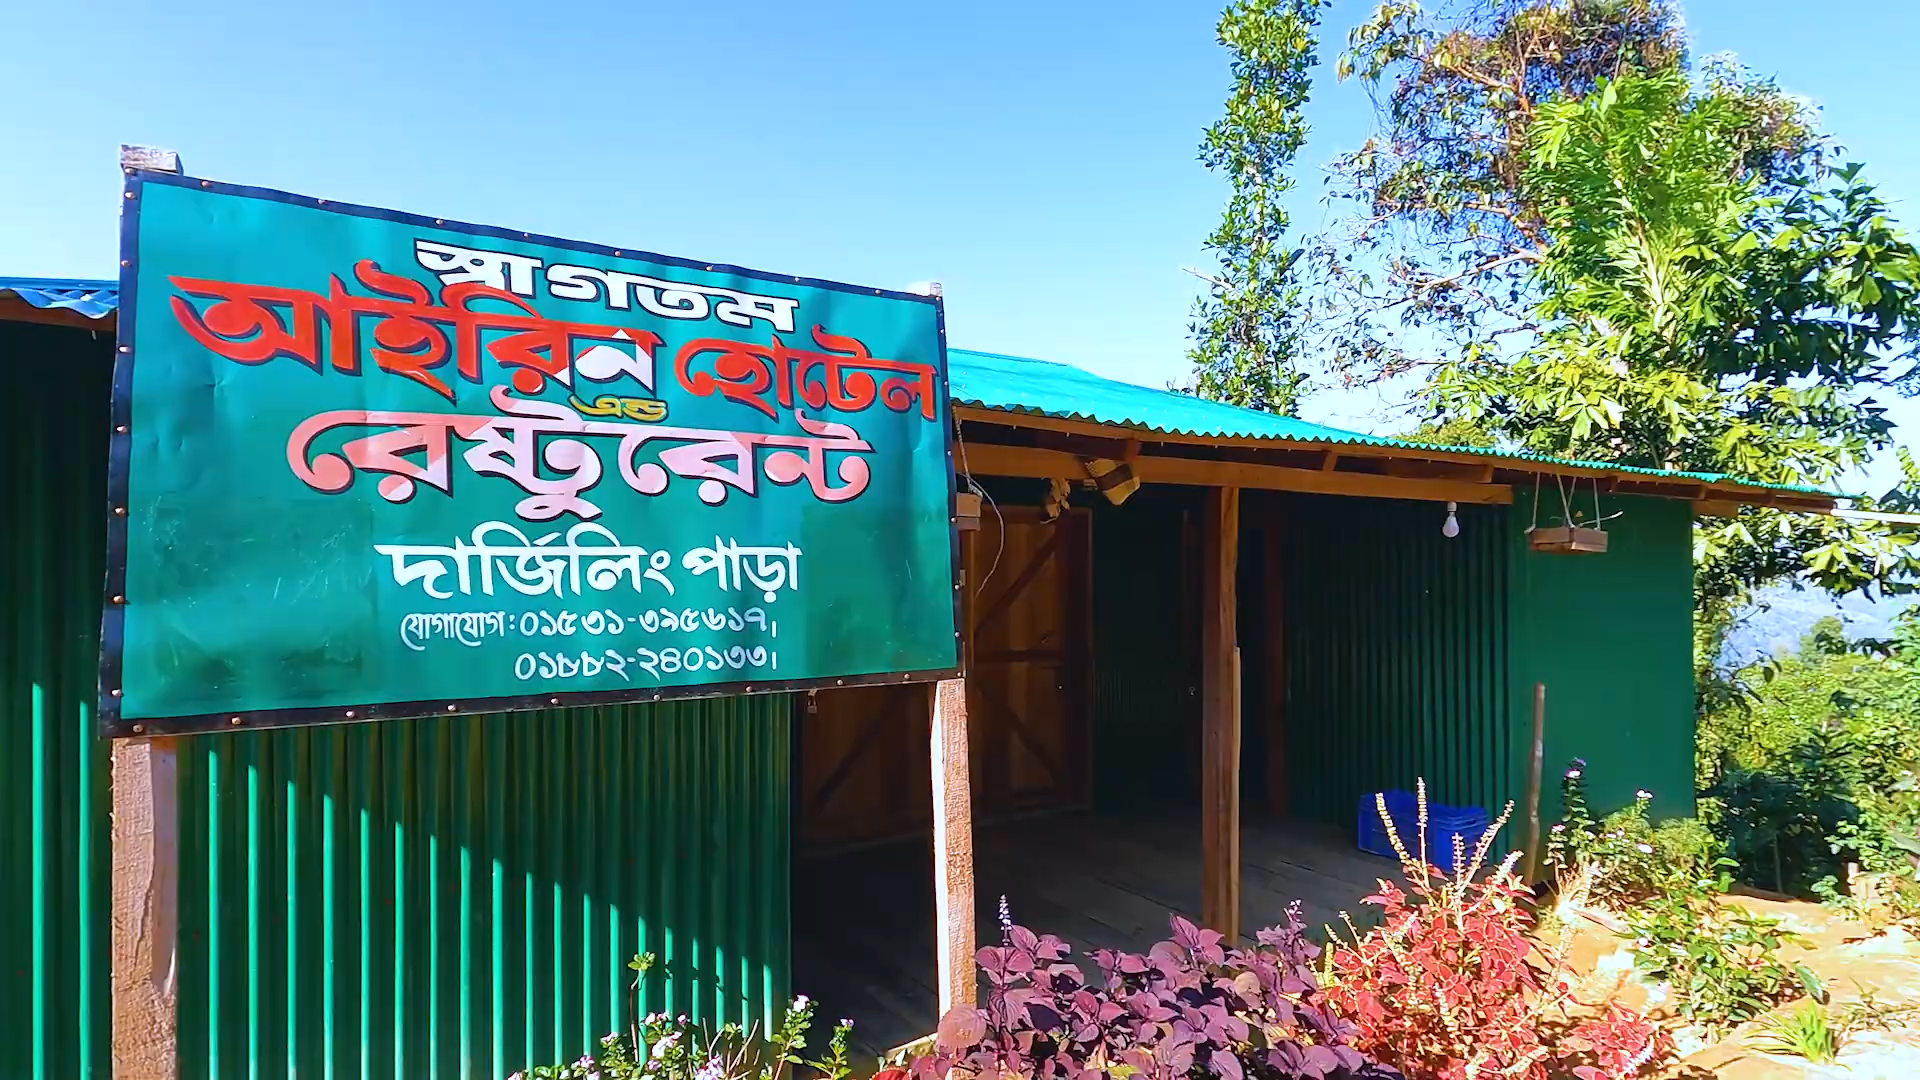 স্বাগতম
আইরিন হোটেল
এন্ড
রেষ্টুরেন্ট
দার্জিলিং পাড়া
যোগাযোগ: ০১৫৩১-৩৯৫৬১৭,
০১৮৮২-২৪০১৩৩।